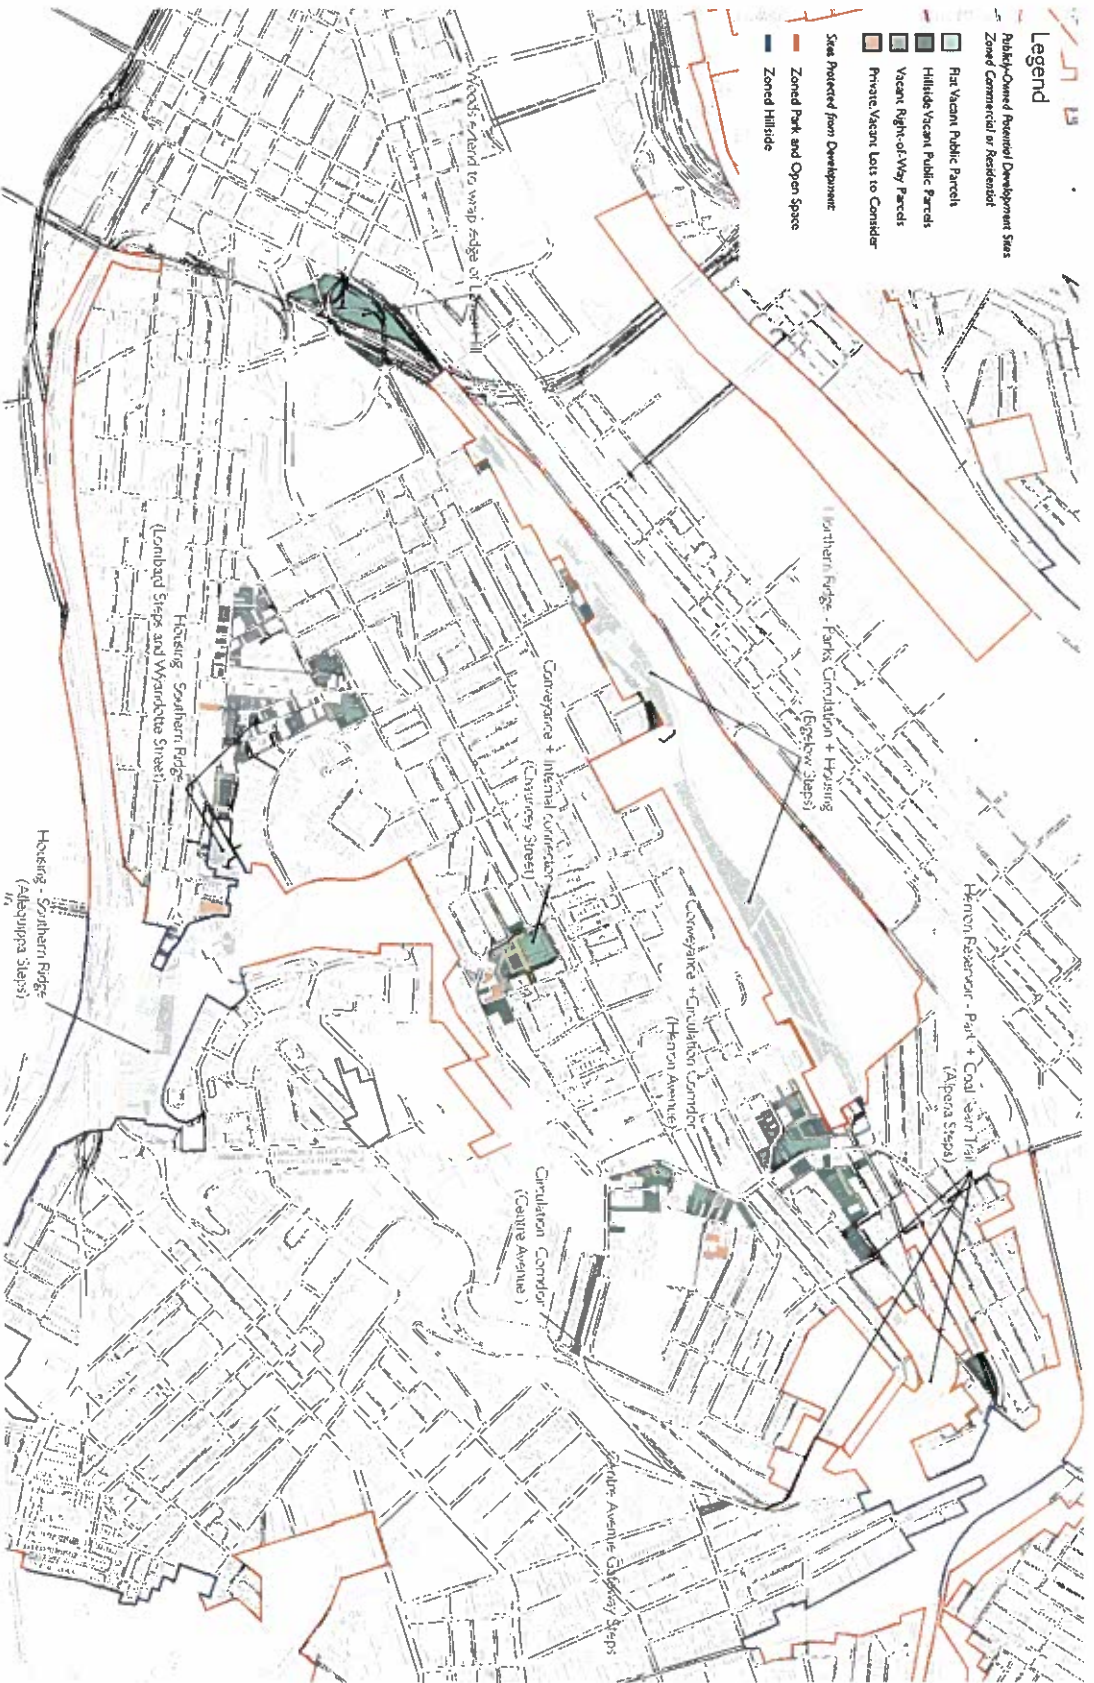 Legend
Publicly-Owned Potential Development Sites
Zoned Commercial or Residential
Flat Vacant Public Parcels
Hillside Vacant Public Parcels
Vacant Right-of-Way Parcels
Private, Vacant Lots to Consider
Sites Protected from Development
Zoned Park and Open Space
Zoned Hillside
Woods extend to wrap edge of
Northern Ridge - Parks, Circulation + Housing
(Bigelow Steps)
Herron Reservoir - Park + Coal Seam Trail
(Alpena Steps)
Conveyance + Circulation Corridor
(Herron Avenue)
Conveyance + Internal connector
(Chauncey Street)
Circulation Corridor
(Centre Avenue)
Centre Avenue Gateway Steps
Housing - Southern Ridge
(Lombard Steps and Wyandotte Street)
Housing - Southern Ridge
(Allequippa Steps)